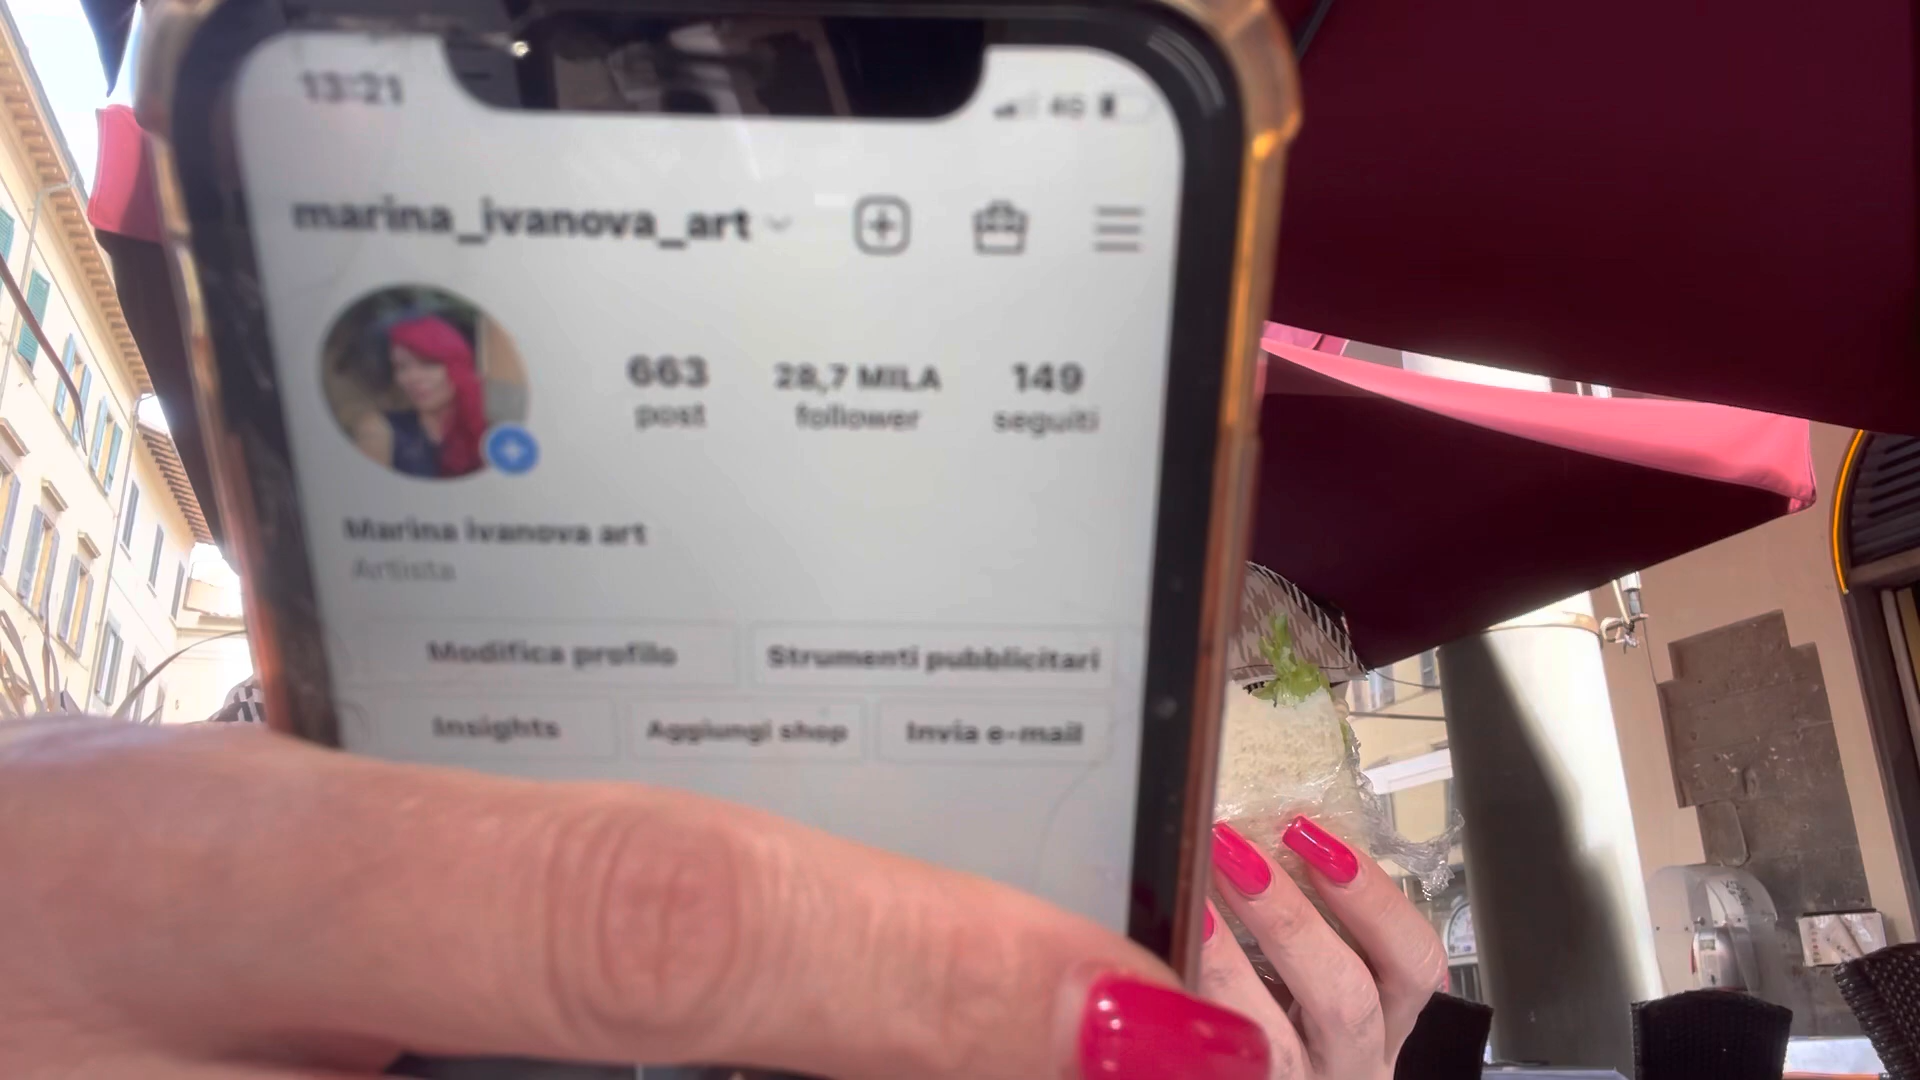 13:21 4G
marina_ivanova_art
663 28,7 MILA 149
post follower seguiti
Marina ivanova art
Artista
Modifica profilo Strumenti pubblicitari
Insights Aggiungi shop Invia e-mail